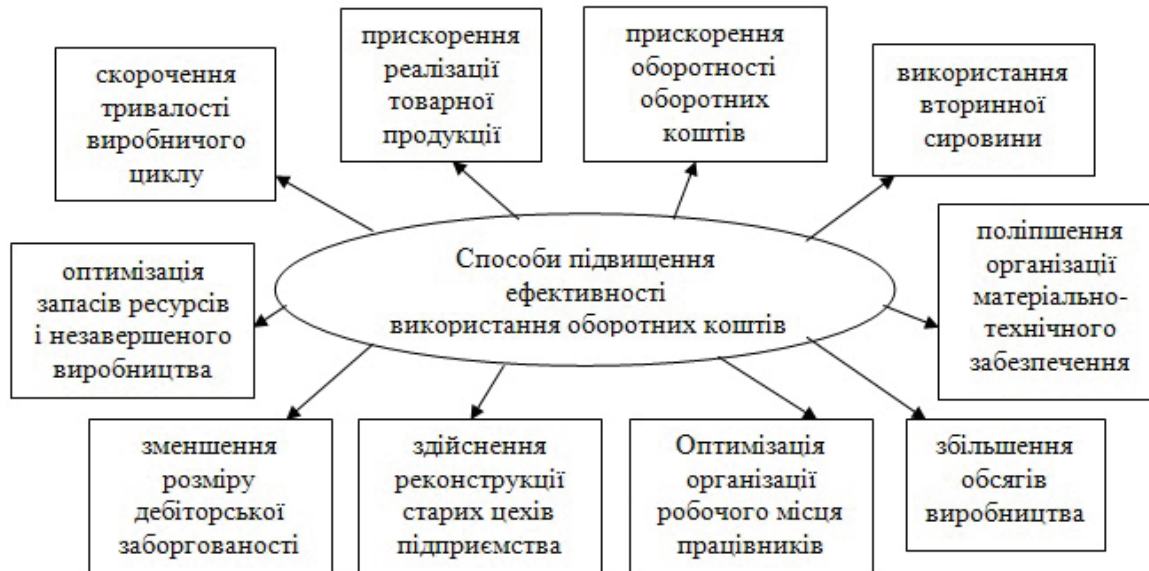 скорочення
тривалості
виробничого
циклу
прискорення
реалізації
товарної
продукції
прискорення
оборотності
оборотних
коштів
використання
вторинної
сировини
оптимізація
запасів ресурсів
і незавершеного
виробництва
Способи підвищення
ефективності
використання оборотних коштів
поліпшення
організації
матеріально-
технічного
забезпечення
зменшення
розміру
дебіторської
заборгованості
здійснення
реконструкції
старих цехів
підприємства
Оптимізація
організації
робочого місця
працівників
збільшення
обсягів
виробництва